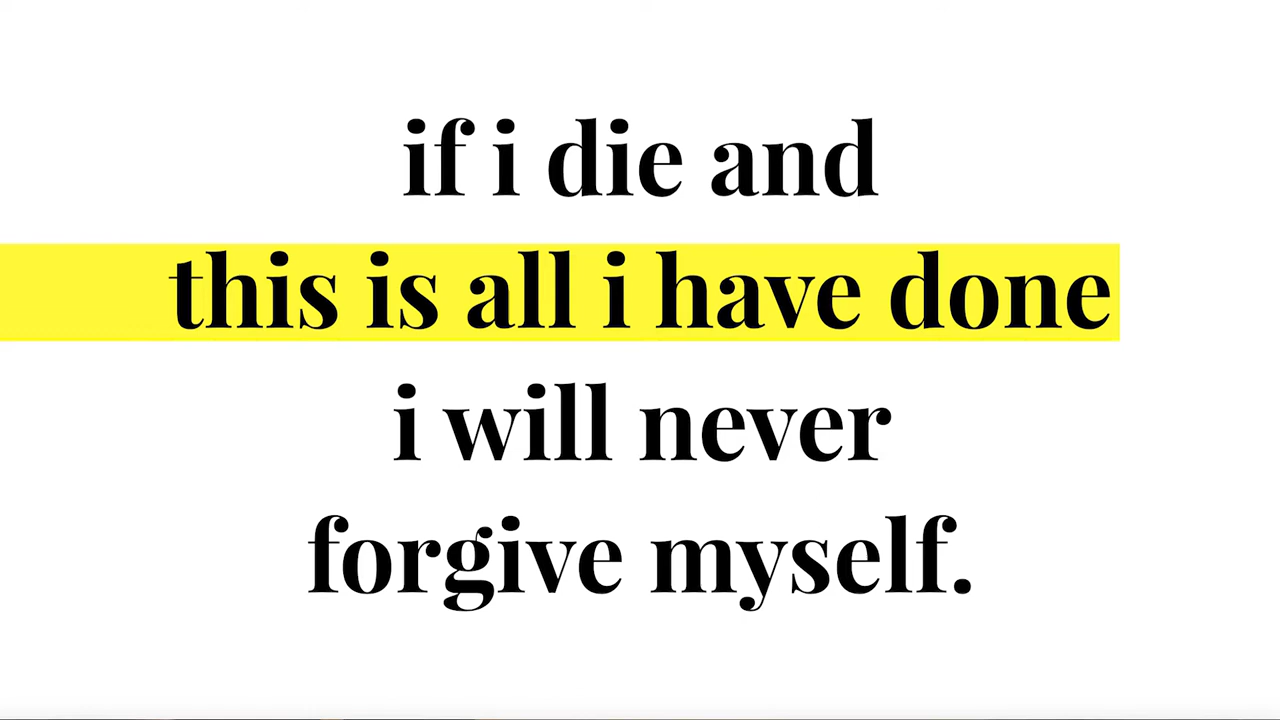 if i die and
this is all i have done
i will never
forgive myself.